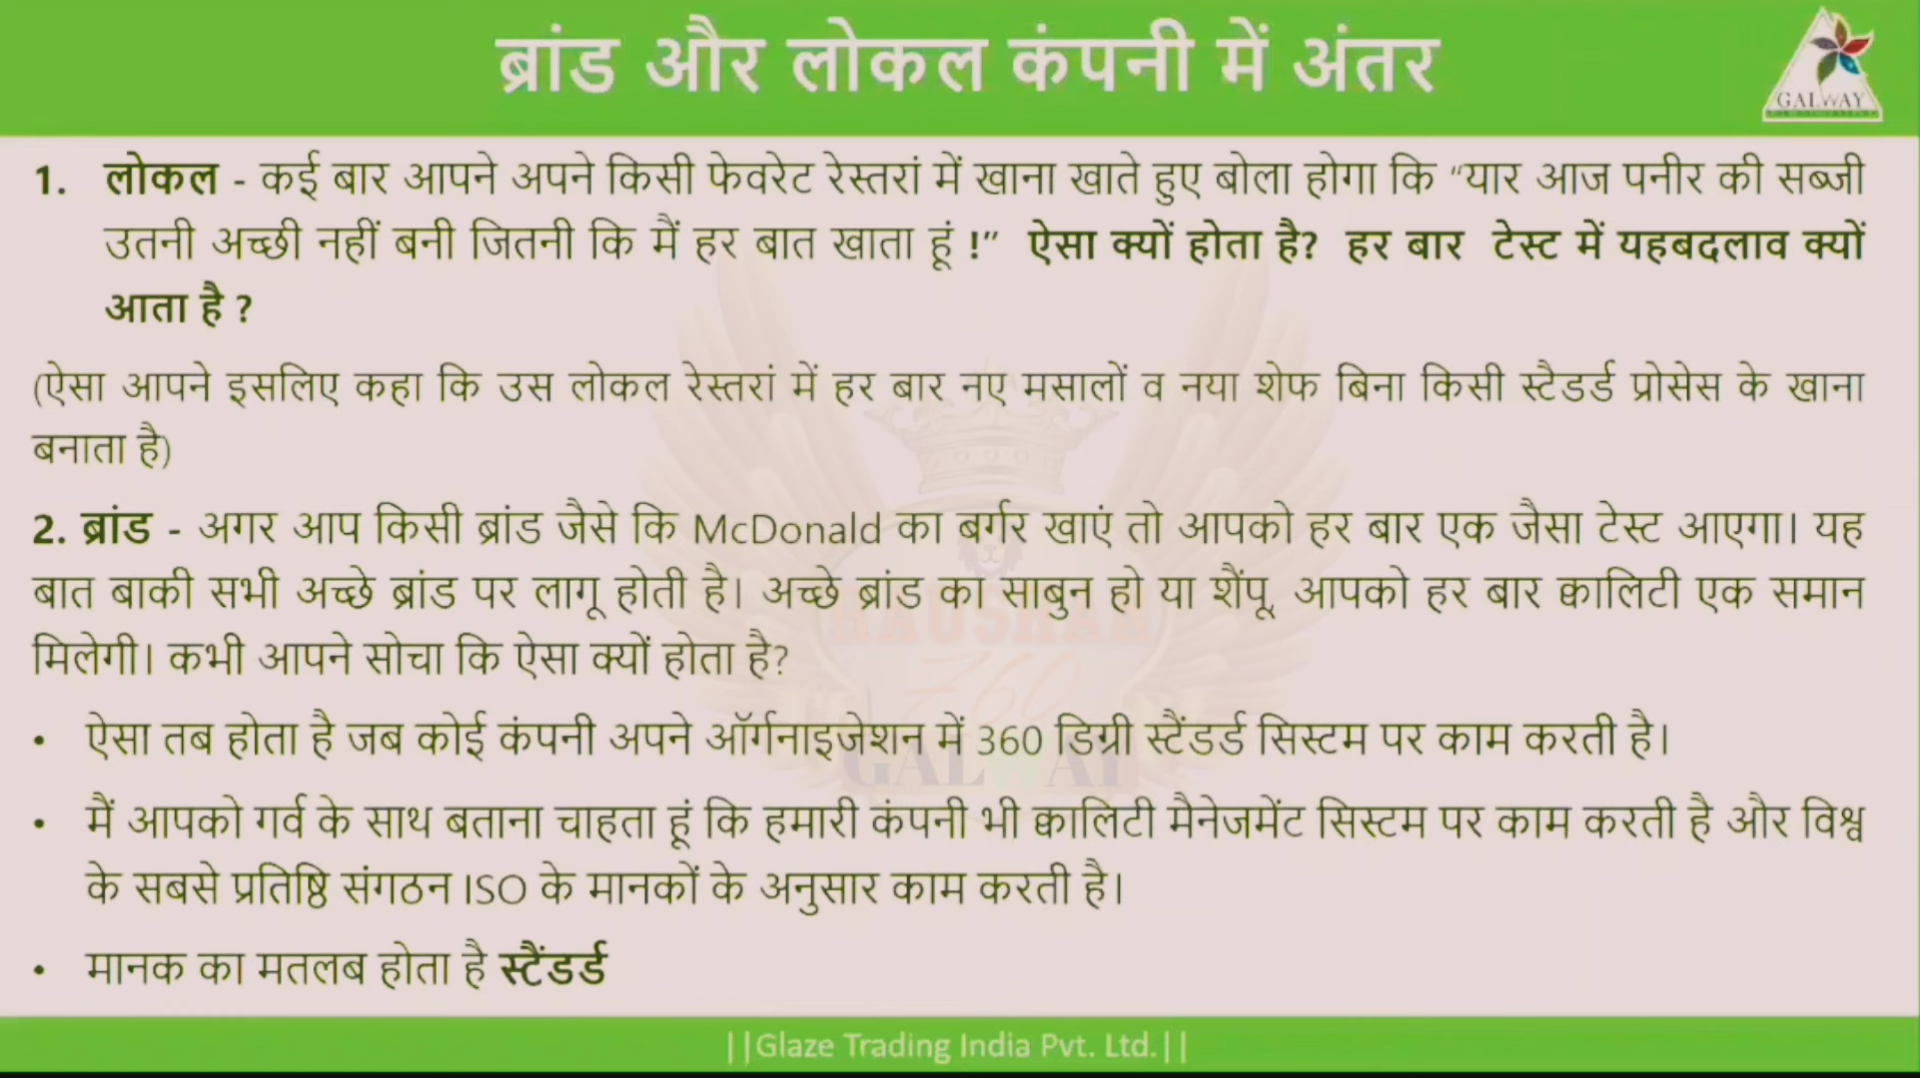 ब्रांड और लोकल कंपनी में अंतर
GALWAY
1. लोकल - कई बार आपने अपने किसी फेवरेट रेस्तरां में खाना खाते हुए बोला होगा कि “यार आज पनीर की सब्जी
उतनी अच्छी नहीं बनी जितनी कि मैं हर बात खाता हूं !” ऐसा क्यों होता है? हर बार टेस्ट में यहबदलाव क्यों
आता है ?
(ऐसा आपने इसलिए कहा कि उस लोकल रेस्तरां में हर बार नए मसालों व नया शेफ बिना किसी स्टैडर्ड प्रोसेस के खाना
बनाता है)
2. ब्रांड - अगर आप किसी ब्रांड जैसे कि McDonald का बर्गर खाएं तो आपको हर बार एक जैसा टेस्ट आएगा। यह
बात बाकी सभी अच्छे ब्रांड पर लागू होती है। अच्छे ब्रांड का साबुन हो या शैंपू, आपको हर बार क्वालिटी एक समान
मिलेगी। कभी आपने सोचा कि ऐसा क्यों होता है?
• ऐसा तब होता है जब कोई कंपनी अपने ऑर्गनाइजेशन में 360 डिग्री स्टैंडर्ड सिस्टम पर काम करती है।
• मैं आपको गर्व के साथ बताना चाहता हूं कि हमारी कंपनी भी क्वालिटी मैनेजमेंट सिस्टम पर काम करती है और विश्व
के सबसे प्रतिष्ठि संगठन ISO के मानकों के अनुसार काम करती है।
• मानक का मतलब होता है स्टैंडर्ड
KAUSHAL
360
GALWAY
||Glaze Trading India Pvt. Ltd.||